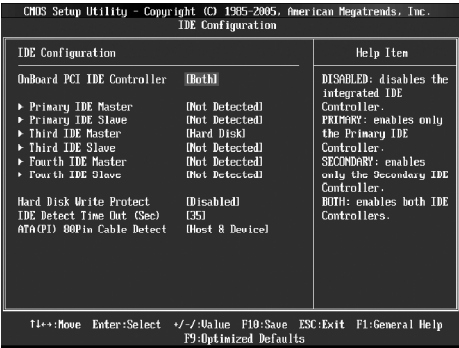 CMOS Setup Utility - Copyright (C) 1985-2005, American Megatrends, Inc.
IDE Configuration
IDE Configuration
Help Item
OnBoard PCI IDE Controller [Both]
▶ Primary IDE Master [Not Detected]
▶ Primary IDE Slave [Not Detected]
▶ Third IDE Master [Hard Disk]
▶ Third IDE Slave [Not Detected]
▶ Fourth IDE Master [Not Detected]
▶ Fourth IDE Slave [Not Detected]
Hard Disk Write Protect [Disabled]
IDE Detect Time Out (Sec) [35]
ATA(PI) 80Pin Cable Detect [Host & Device]
DISABLED: disables the
integrated IDE
Controller.
PRIMARY: enables only
the Primary IDE
Controller.
SECONDARY: enables
only the Secondary IDE
Controller.
BOTH: enables both IDE
Controllers.
↑↓↔:Move Enter:Select +/-/:Value F10:Save ESC:Exit F1:General Help
F9:Optimized Defaults